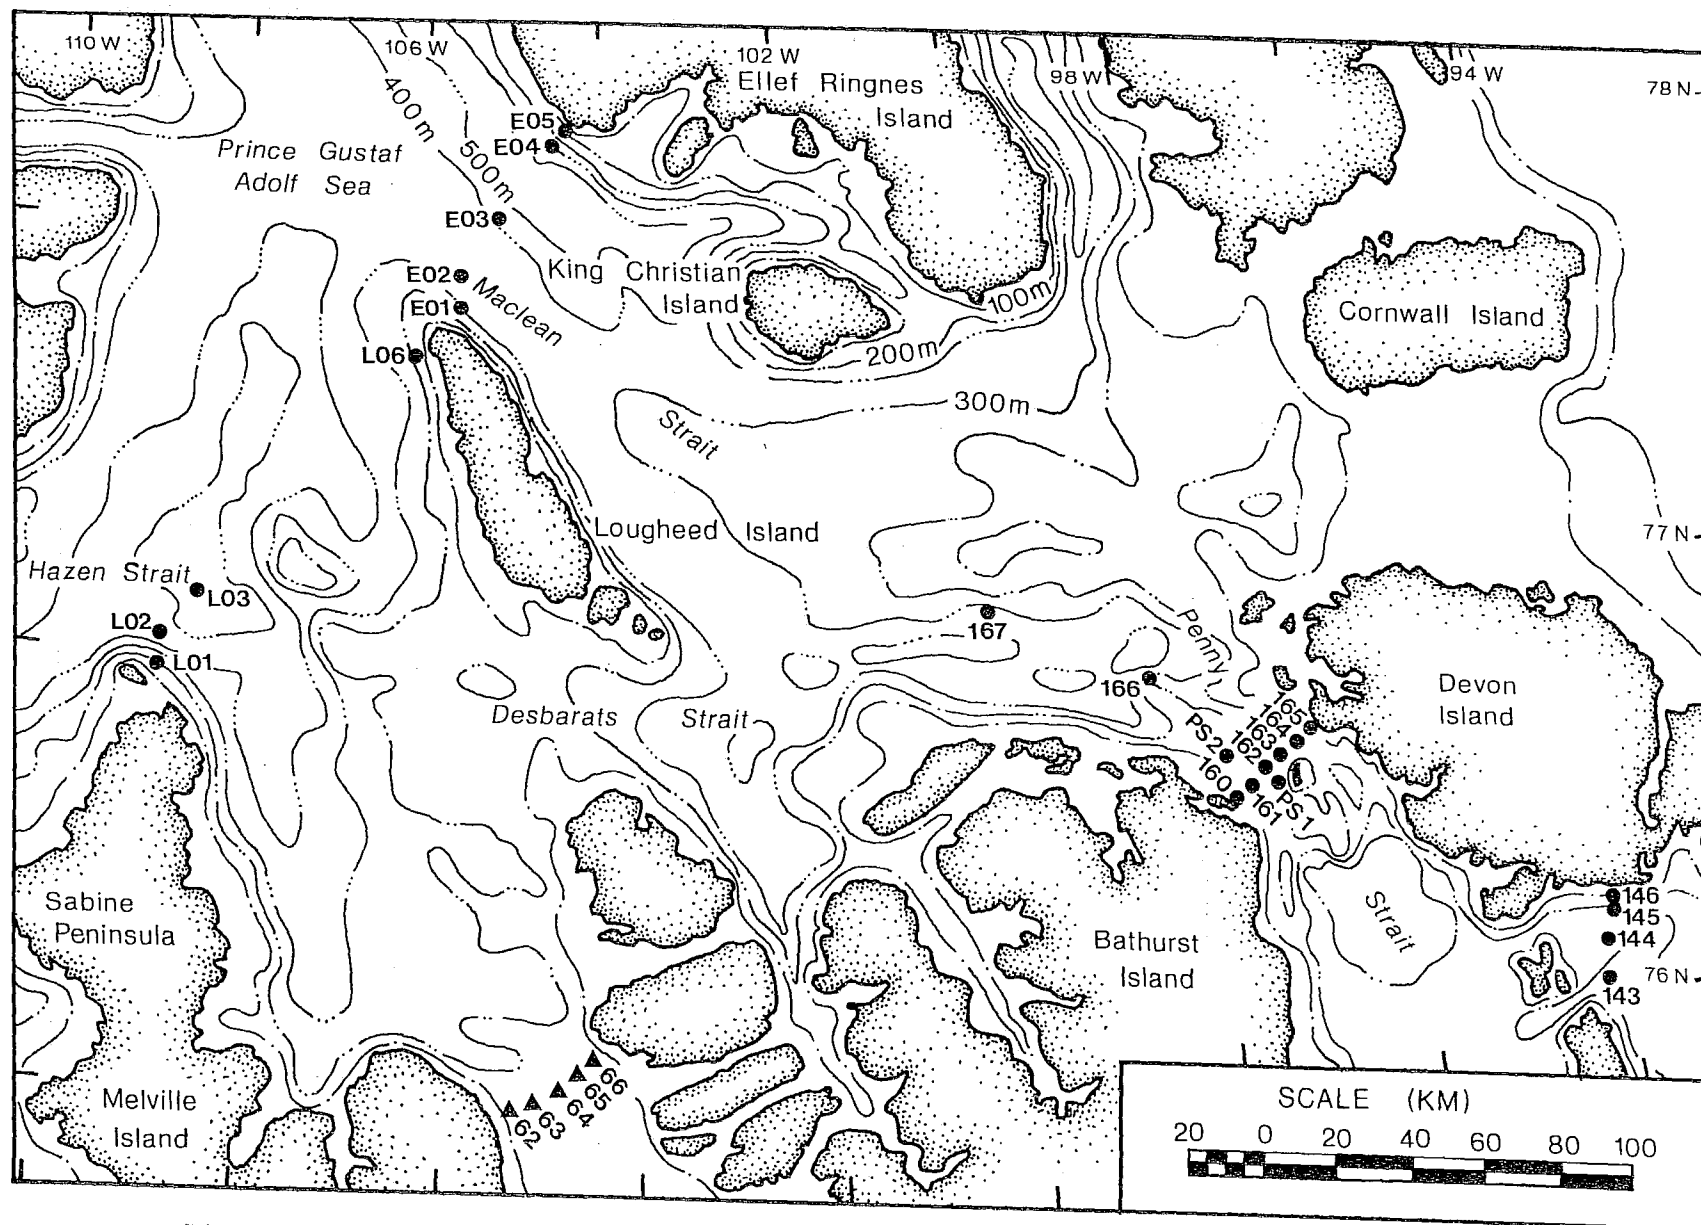 110 W
106 W
102 W
98 W
94 W
78 N
Ellef Ringnes
Island
400m
500m
E05
E04
Prince Gustaf
Adolf Sea
E03
E02
E01
L06
Maclean
King Christian
Island
100m
200m
300m
Cornwall Island
Strait
Lougheed Island
77 N
Hazen Strait
L03
L02
L01
167
Penny
166
Desbarats Strait
Devon
Island
165
164
163
162
PS2
160
161
PS1
Sabine
Peninsula
Bathurst
Island
Strait
146
145
144
76 N
143
Melville
Island
66
65
64
63
62
SCALE (KM)
20 0 20 40 60 80 100